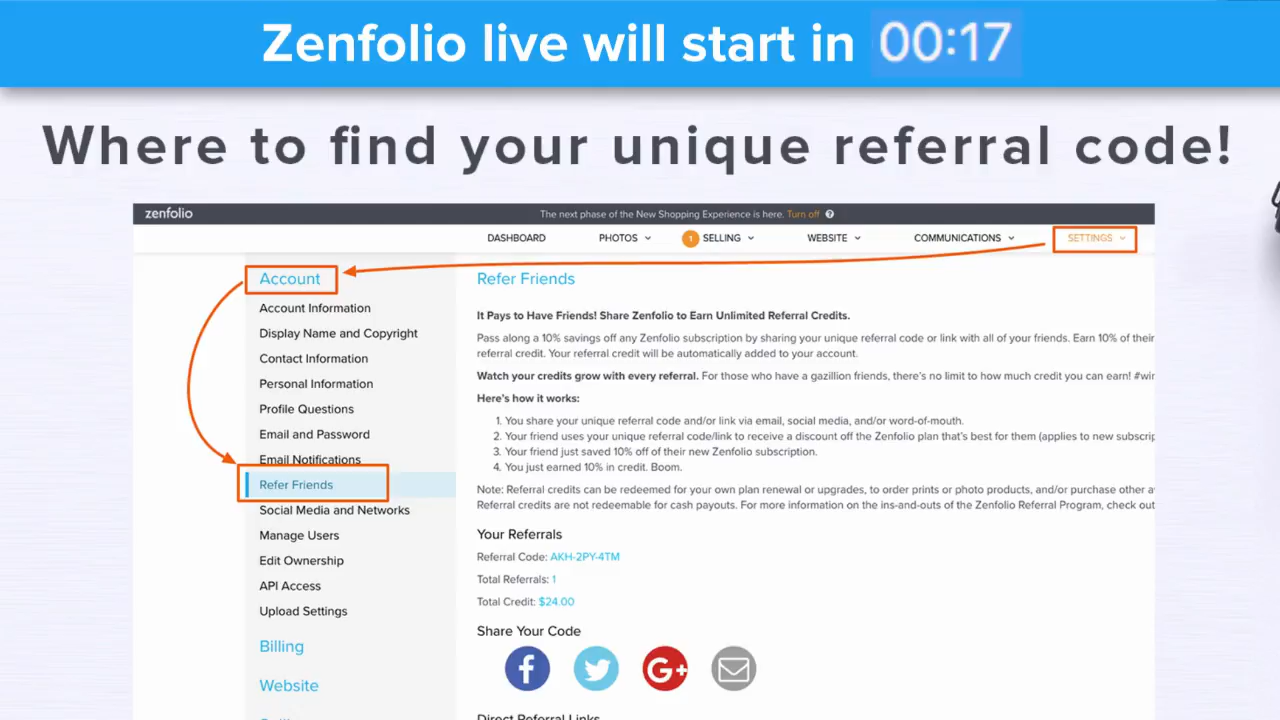 Zenfolio live will start in 00:17
Where to find your unique referral code!
zenfolio
The next phase of the New Shopping Experience is here. Turn off ?
DASHBOARD PHOTOS 1 SELLING WEBSITE COMMUNICATIONS SETTINGS
Account
Account Information
Display Name and Copyright
Contact Information
Personal Information
Profile Questions
Email and Password
Email Notifications
Refer Friends
Social Media and Networks
Manage Users
Edit Ownership
API Access
Upload Settings
Billing
Website
Refer Friends
It Pays to Have Friends! Share Zenfolio to Earn Unlimited Referral Credits.
Pass along a 10% savings off any Zenfolio subscription by sharing your unique referral code or link with all of your friends. Earn 10% of their
referral credit. Your referral credit will be automatically added to your account.
Watch your credits grow with every referral. For those who have a gazillion friends, there's no limit to how much credit you can earn! #wir
Here's how it works:
1. You share your unique referral code and/or link via email, social media, and/or word-of-mouth.
2. Your friend uses your unique referral code/link to receive a discount off the Zenfolio plan that's best for them (applies to new subscrip
3. Your friend just saved 10% off of their new Zenfolio subscription.
4. You just earned 10% in credit. Boom.
Note: Referral credits can be redeemed for your own plan renewal or upgrades, to order prints or photo products, and/or purchase other a
Referral credits are not redeemable for cash payouts. For more information on the ins-and-outs of the Zenfolio Referral Program, check out
Your Referrals
Referral Code: AKH-2PY-4TM
Total Referrals: 1
Total Credit: $24.00
Share Your Code
f G+
Direct Referral Links